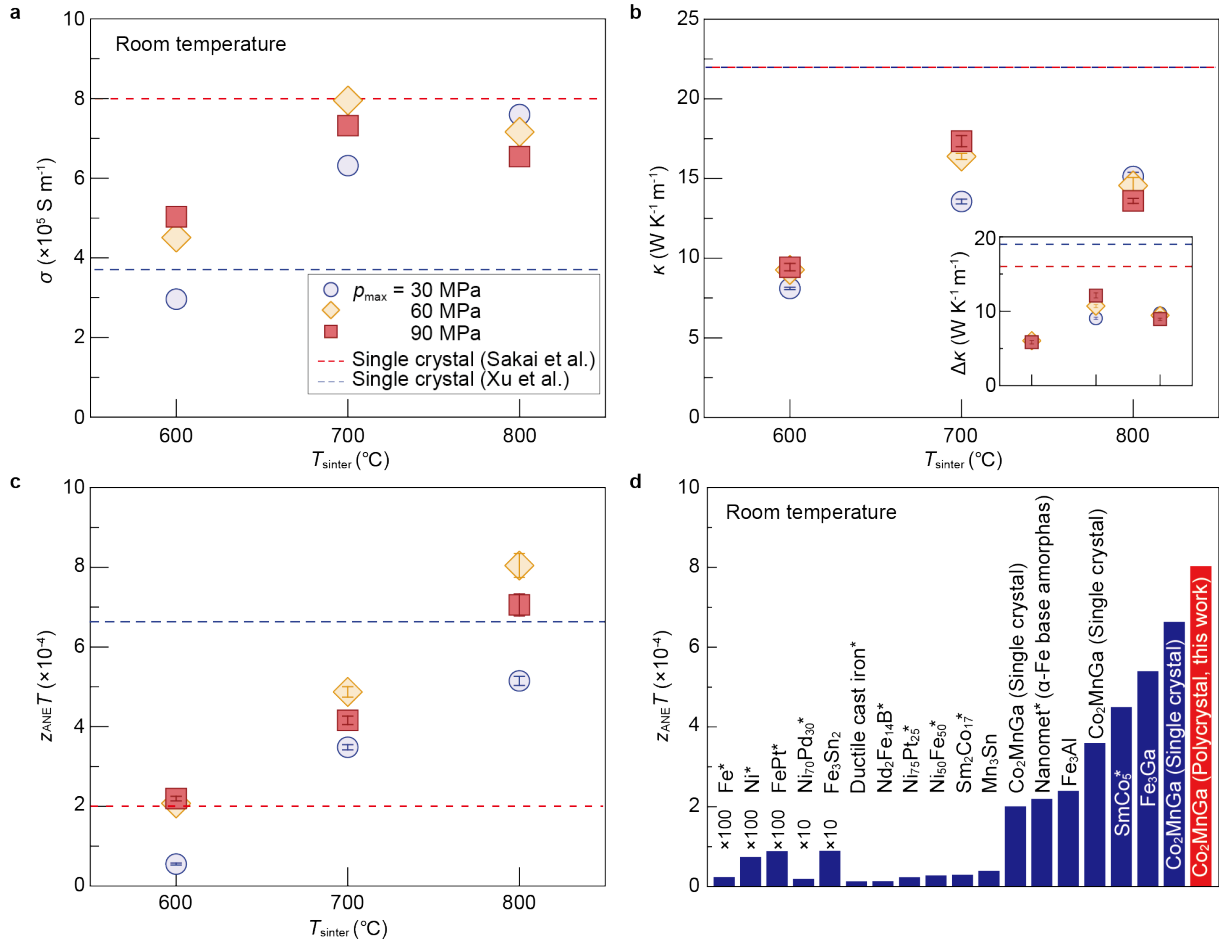 a
10
8
6
4
2
0
σ (×10⁵ S m⁻¹)
Room temperature
p_max = 30 MPa
60 MPa
90 MPa
Single crystal (Sakai et al.)
Single crystal (Xu et al.)
600
700
800
T_sinter (℃)
b
25
22
20
15
10
5
0
κ (W K⁻¹ m⁻¹)
20
10
0
Δκ (W K⁻¹ m⁻¹)
600
700
800
T_sinter (℃)
c
10
8
6
4
2
0
z_ANE T (×10⁻⁴)
600
700
800
T_sinter (℃)
d
10
8
6
4
2
0
z_ANE T (×10⁻⁴)
Room temperature
×100 Fe*
×100 Ni*
×100 FePt*
×10 Ni₇₀Pd₃₀*
×10 Fe₃Sn₂
Ductile cast iron*
Nd₂Fe₁₄B*
Ni₇₅Pt₂₅*
Ni₅₀Fe₅₀*
Sm₂Co₁₇*
Mn₃Sn
Co₂MnGa (Single crystal)
Nanomet* (α-Fe base amorphas)
Fe₃Al
Co₂MnGa (Single crystal)
SmCo₅*
Fe₃Ga
Co₂MnGa (Single crystal)
Co₂MnGa (Polycrystal, this work)